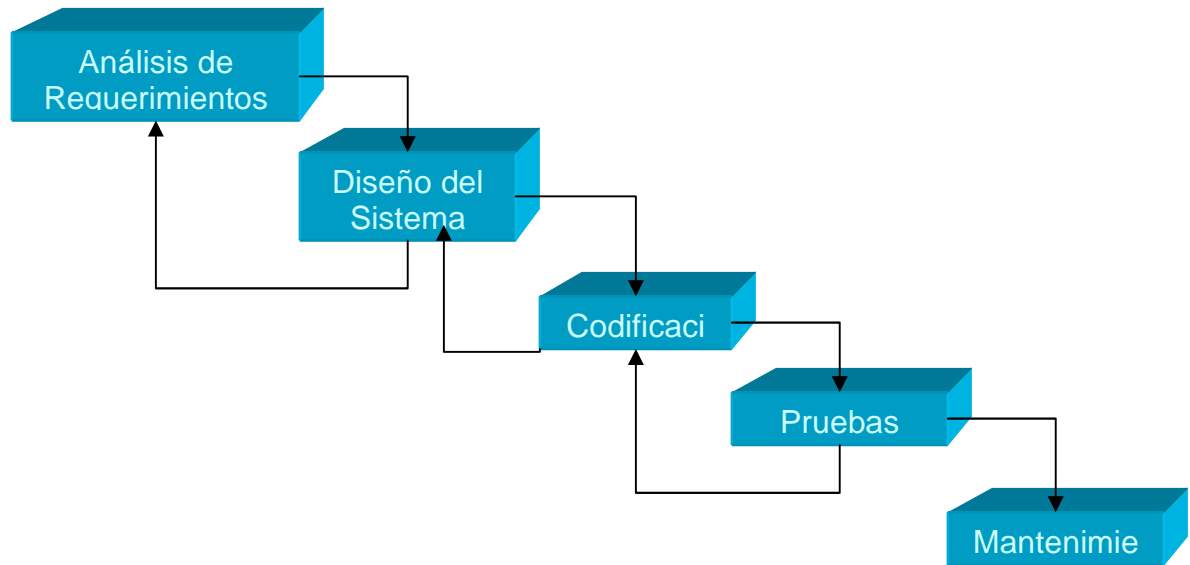 Análisis de
Requerimientos
Diseño del
Sistema
Codificaci
Pruebas
Mantenimie